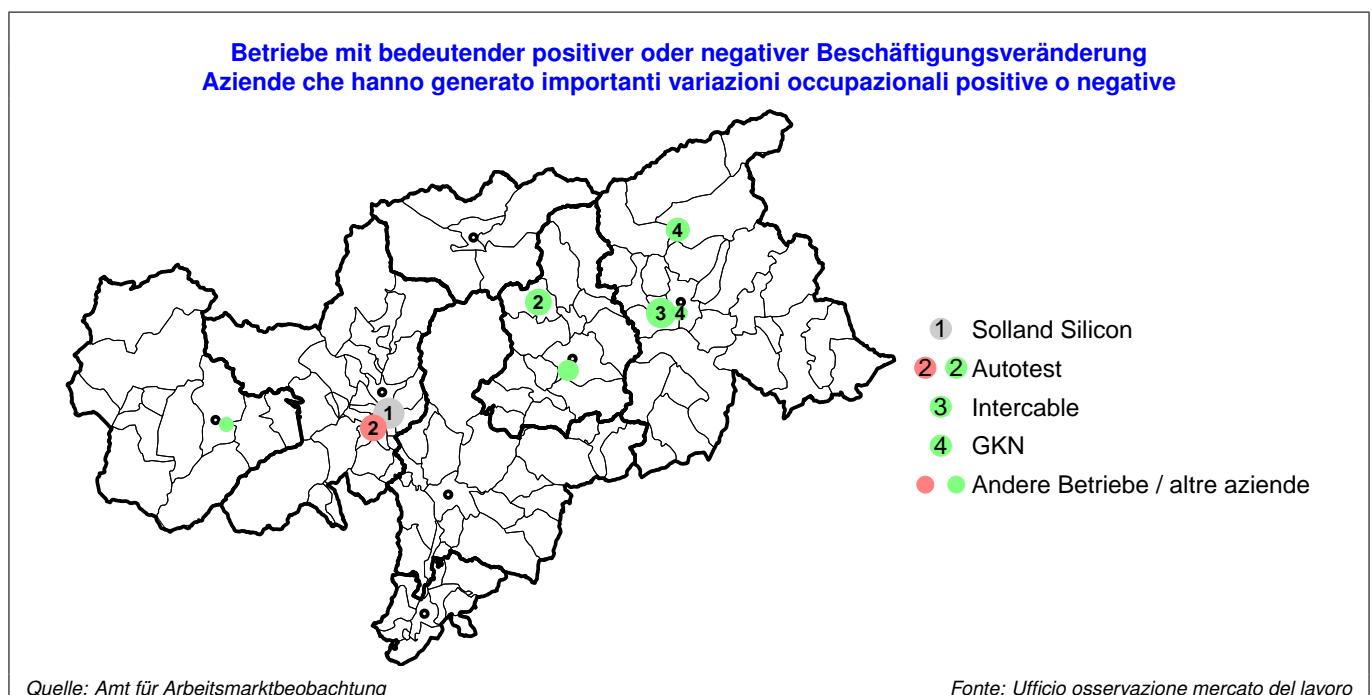 Betriebe mit bedeutender positiver oder negativer Beschäftigungsveränderung
Aziende che hanno generato importanti variazioni occupazionali positive o negative
4
2
3 4
1
2
1 Solland Silicon
2 2 Autotest
3 Intercable
4 GKN
Andere Betriebe / altre aziende
Quelle: Amt für Arbeitsmarktbeobachtung
Fonte: Ufficio osservazione mercato del lavoro